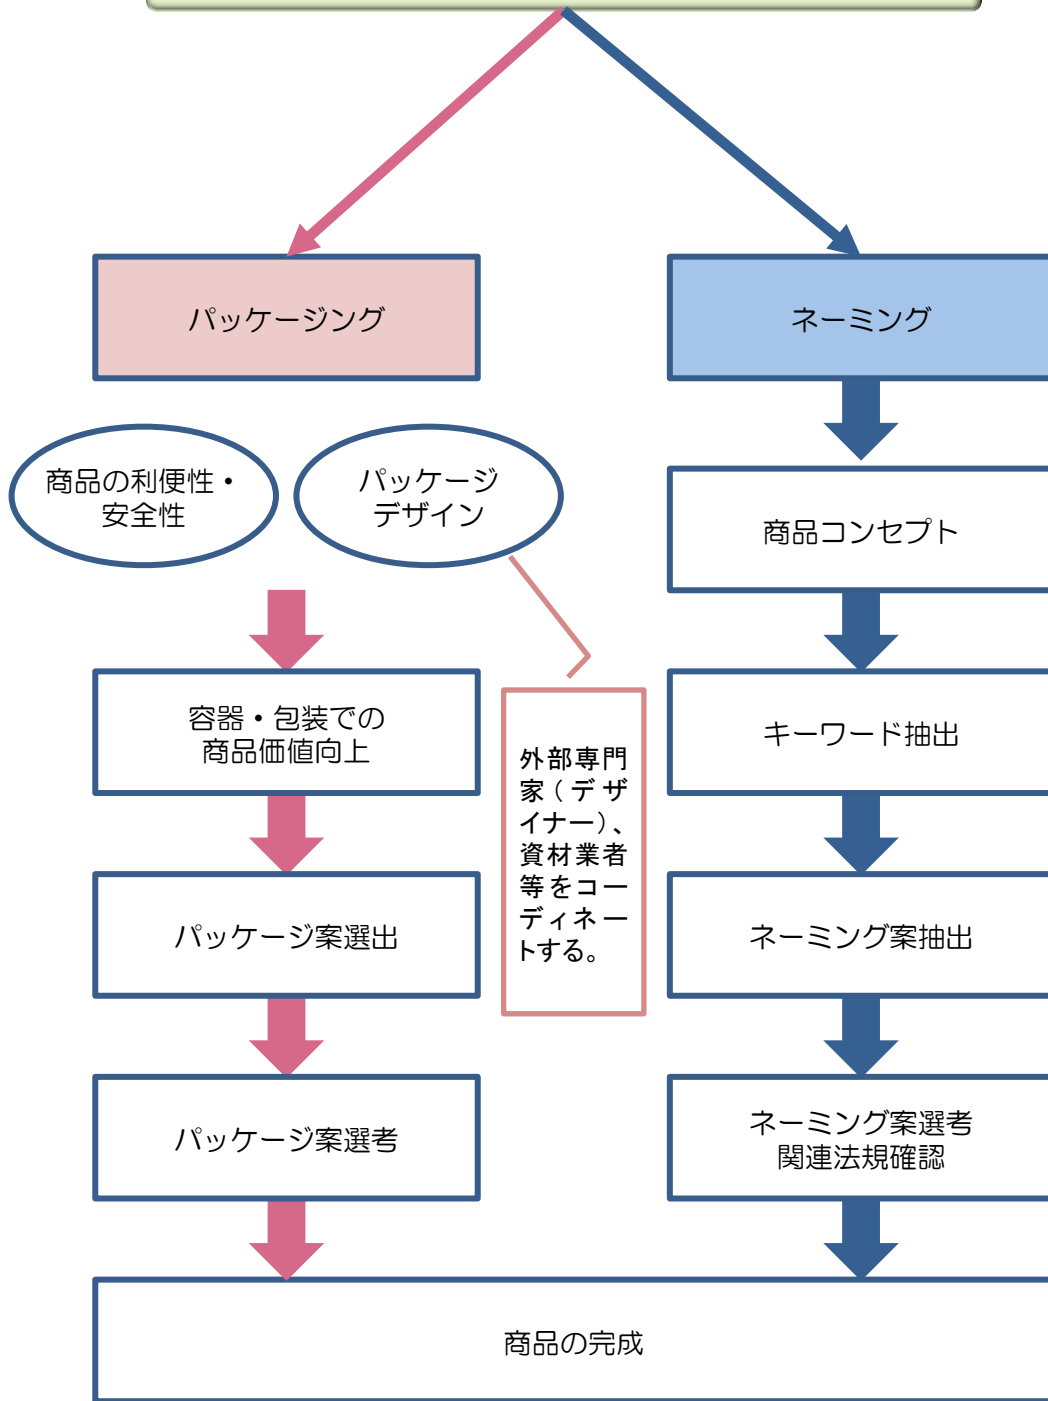 パッケージング
ネーミング
商品の利便性・
安全性
パッケージ
デザイン
商品コンセプト
容器・包装での
商品価値向上
キーワード抽出
外部専門
家(デザ
イナー)、
資材業者
等をコー
ディネー
トする。
パッケージ案選出
ネーミング案抽出
パッケージ案選考
ネーミング案選考
関連法規確認
商品の完成